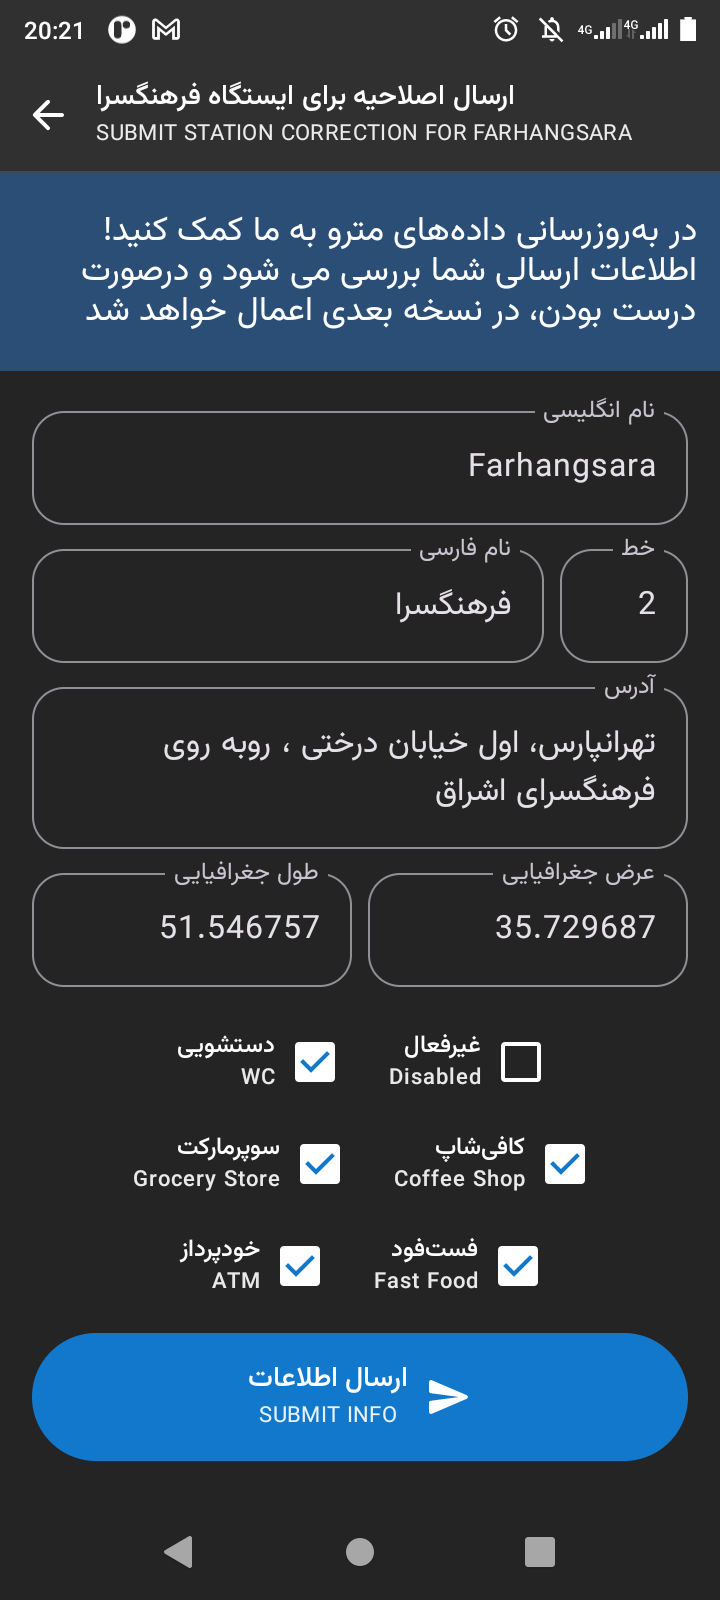 20:21
4G 4G
ارسال اصلاحیه برای ایستگاه فرهنگسرا
SUBMIT STATION CORRECTION FOR FARHANGSARA
در به‌روزرسانی داده‌های مترو به ما کمک کنید!
اطلاعات ارسالی شما بررسی می شود و درصورت
درست بودن، در نسخه بعدی اعمال خواهد شد
نام انگلیسی
Farhangsara
خط
2
نام فارسی
فرهنگسرا
آدرس
تهرانپارس، اول خیابان درختی ، روبه روی
فرهنگسرای اشراق
عرض جغرافیایی
35.729687
طول جغرافیایی
51.546757
غیرفعال
Disabled
دستشویی
WC
کافی‌شاپ
Coffee Shop
سوپرمارکت
Grocery Store
فست‌فود
Fast Food
خودپرداز
ATM
ارسال اطلاعات
SUBMIT INFO